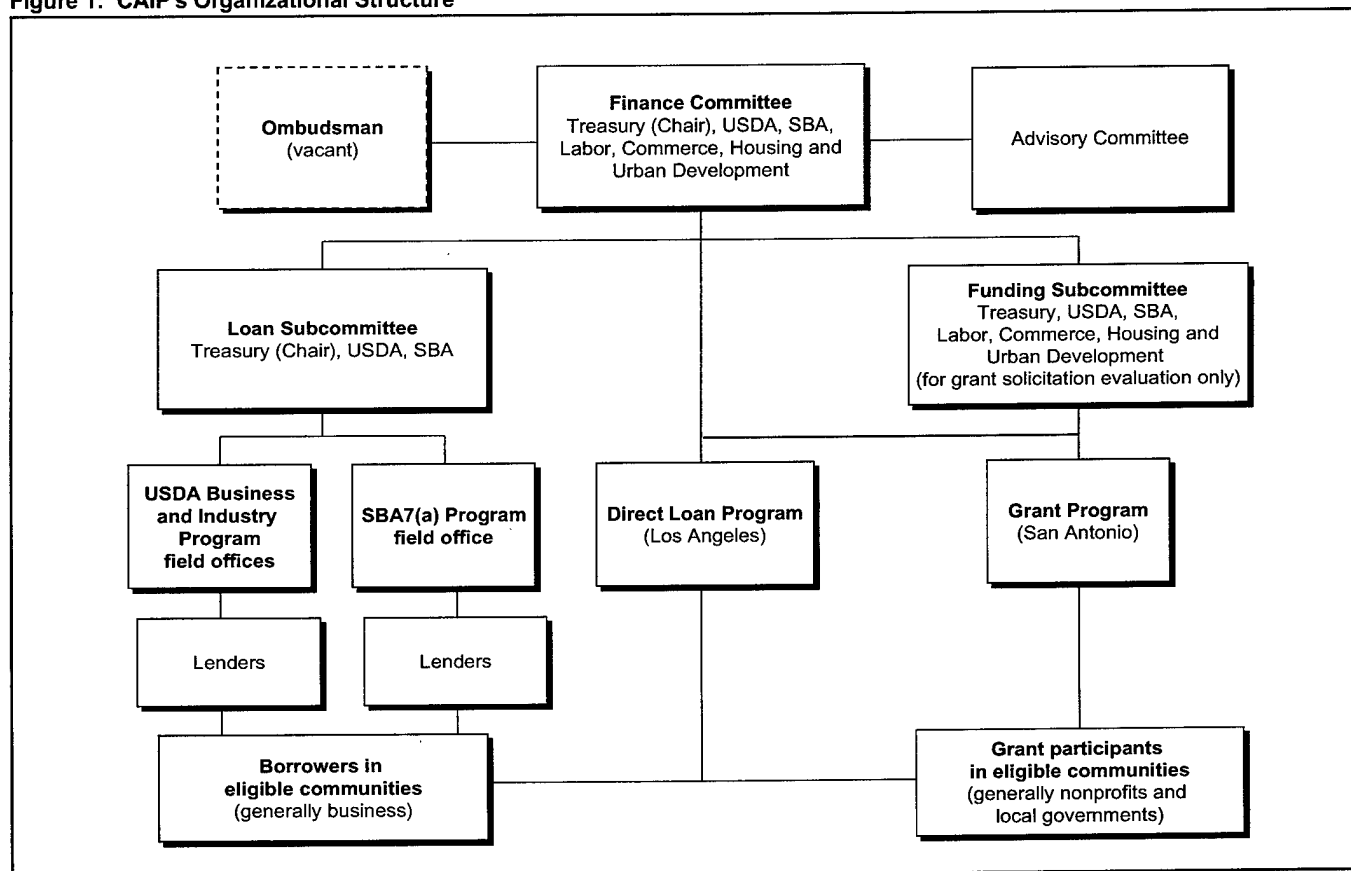 Figure 1: CAIP's Organizational Structure
Ombudsman
(vacant)
Finance Committee
Treasury (Chair), USDA, SBA,
Labor, Commerce, Housing and
Urban Development
Advisory Committee
Loan Subcommittee
Treasury (Chair), USDA, SBA
Funding Subcommittee
Treasury, USDA, SBA,
Labor, Commerce, Housing and
Urban Development
(for grant solicitation evaluation only)
USDA Business
and Industry
Program
field offices
SBA7(a) Program
field office
Direct Loan Program
(Los Angeles)
Grant Program
(San Antonio)
Lenders
Lenders
Borrowers in
eligible communities
(generally business)
Grant participants
in eligible communities
(generally nonprofits and
local governments)